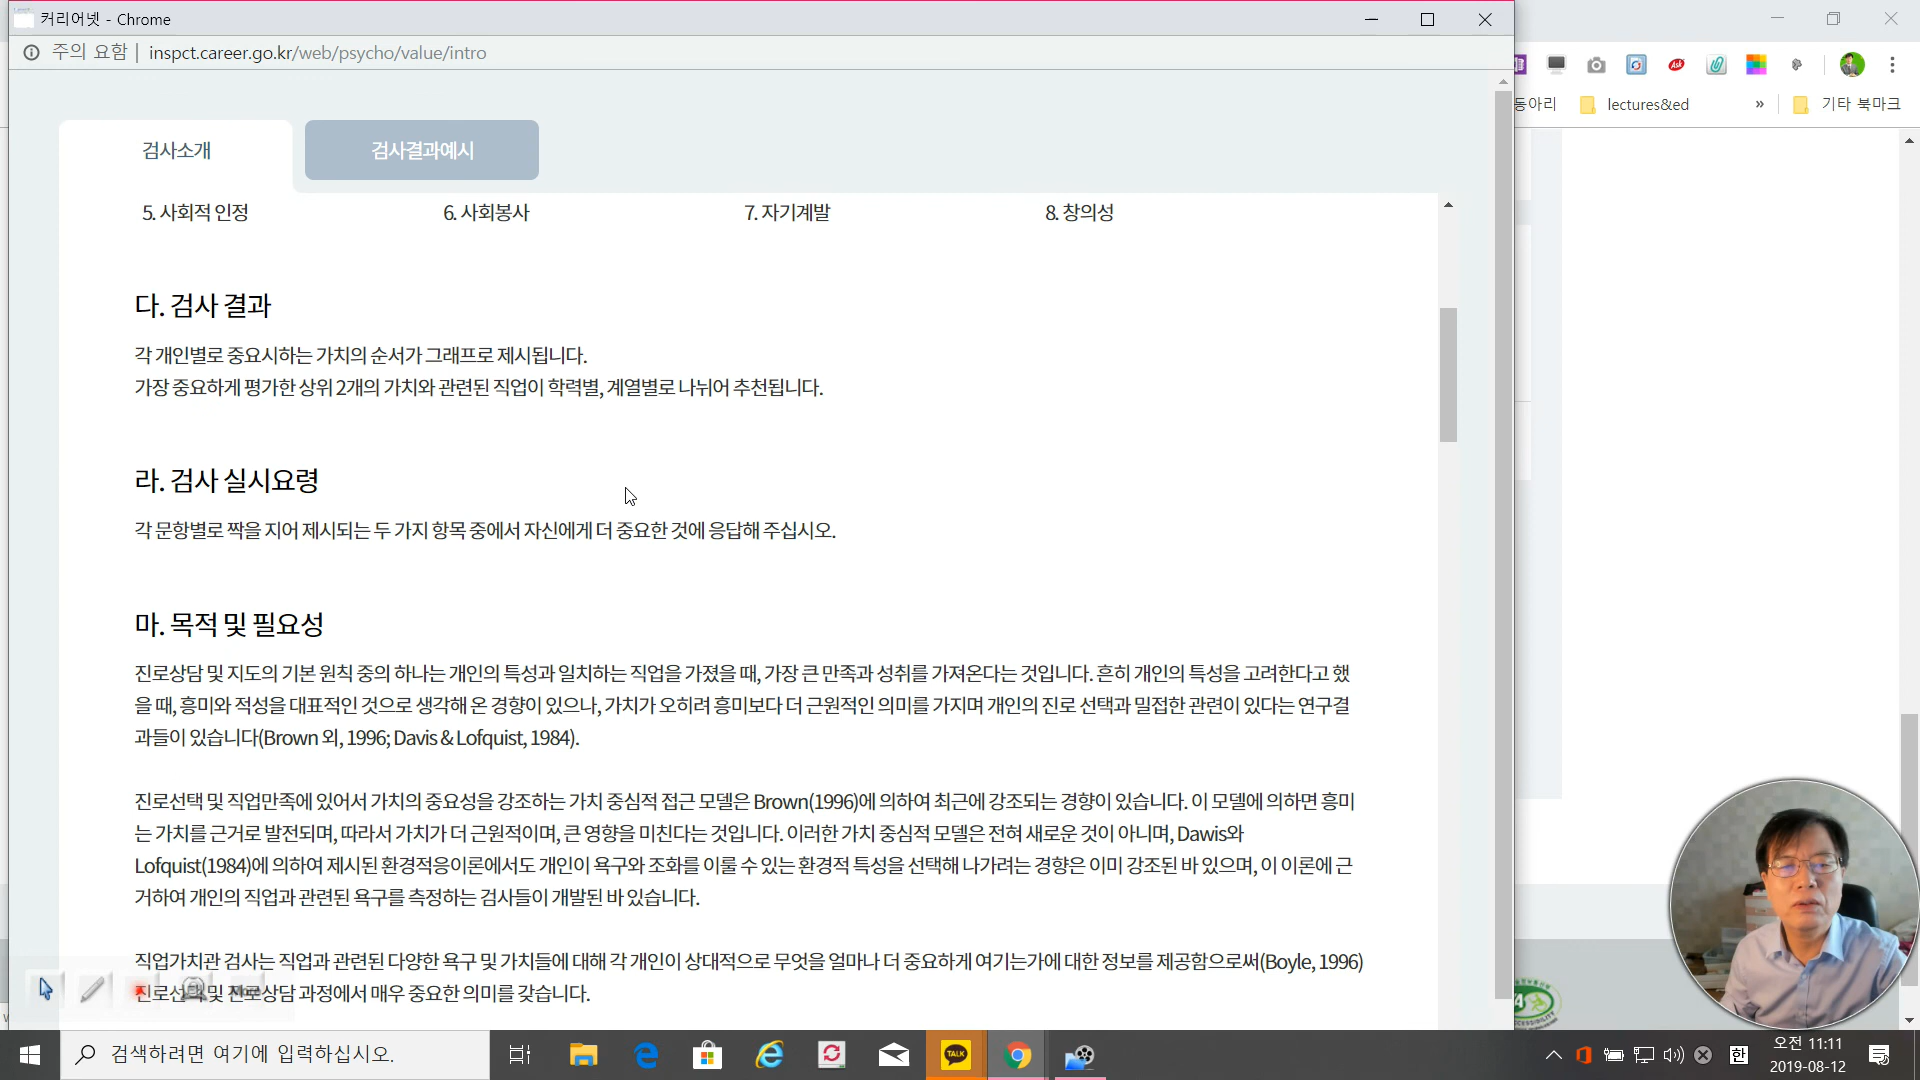 커리어넷 - Chrome
주의 요함 | inspct.career.go.kr/web/psycho/value/intro
동아리
lectures&ed
»
기타 북마크
검사소개
검사결과예시
5. 사회적 인정
6. 사회봉사
7. 자기계발
8. 창의성
다. 검사 결과
각 개인별로 중요시하는 가치의 순서가 그래프로 제시됩니다.
가장 중요하게 평가한 상위 2개의 가치와 관련된 직업이 학력별, 계열별로 나뉘어 추천됩니다.
라. 검사 실시요령
각 문항별로 짝을 지어 제시되는 두 가지 항목 중에서 자신에게 더 중요한 것에 응답해 주십시오.
마. 목적 및 필요성
진로상담 및 지도의 기본 원칙 중의 하나는 개인의 특성과 일치하는 직업을 가졌을 때, 가장 큰 만족과 성취를 가져온다는 것입니다. 흔히 개인의 특성을 고려한다고 했
을 때, 흥미와 적성을 대표적인 것으로 생각해 온 경향이 있으나, 가치가 오히려 흥미보다 더 근원적인 의미를 가지며 개인의 진로 선택과 밀접한 관련이 있다는 연구결
과들이 있습니다(Brown 외, 1996; Davis & Lofquist, 1984).
진로선택 및 직업만족에 있어서 가치의 중요성을 강조하는 가치 중심적 접근 모델은 Brown(1996)에 의하여 최근에 강조되는 경향이 있습니다. 이 모델에 의하면 흥미
는 가치를 근거로 발전되며, 따라서 가치가 더 근원적이며, 큰 영향을 미친다는 것입니다. 이러한 가치 중심적 모델은 전혀 새로운 것이 아니며, Dawis와
Lofquist(1984)에 의하여 제시된 환경적응이론에서도 개인이 욕구와 조화를 이룰 수 있는 환경적 특성을 선택해 나가려는 경향은 이미 강조된 바 있으며, 이 이론에 근
거하여 개인의 직업과 관련된 욕구를 측정하는 검사들이 개발된 바 있습니다.
직업가치관 검사는 직업과 관련된 다양한 욕구 및 가치들에 대해 각 개인이 상대적으로 무엇을 얼마나 더 중요하게 여기는가에 대한 정보를 제공함으로써(Boyle, 1996)
진로선택 및 진로상담 과정에서 매우 중요한 의미를 갖습니다.
검색하려면 여기에 입력하십시오.
TALK
한
오전 11:11
2019-08-12